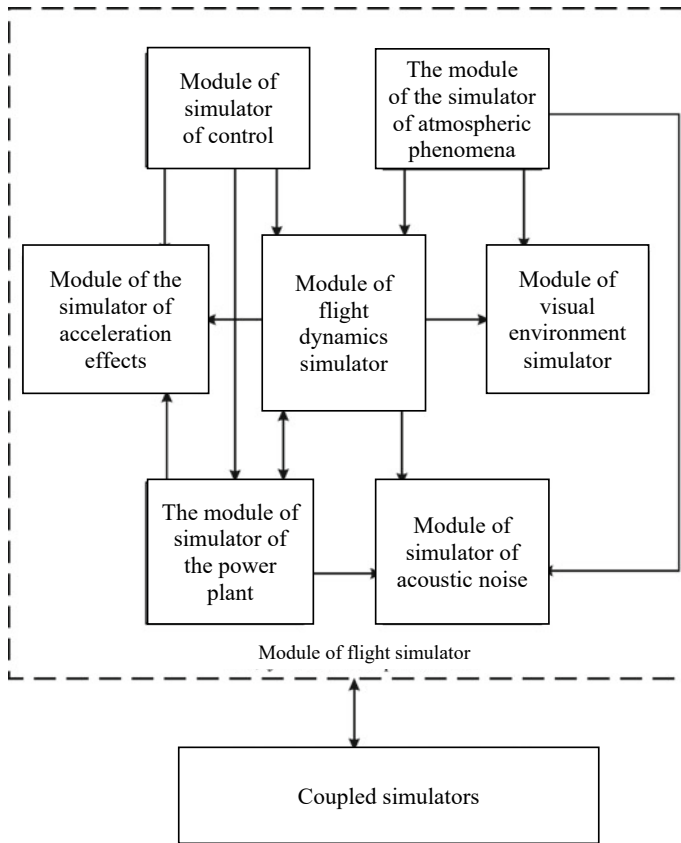 Module of
simulator
of control
The module
of the simulator
of atmospheric
phenomena
Module of the
simulator of
acceleration
effects
Module of
flight
dynamics
simulator
Module of
visual
environment
simulator
The module of
simulator of
the power
plant
Module of
simulator of
acoustic noise
Module of flight simulator
Coupled simulators